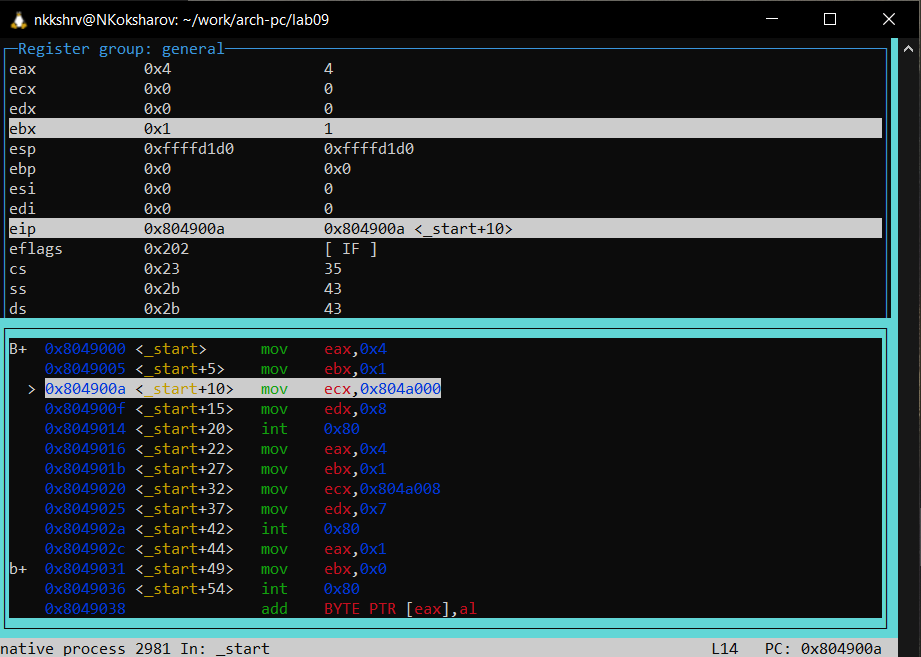 nkkshrv@NKoksharov: ~/work/arch-pc/lab09
Register group: general
eax 0x4 4
ecx 0x0 0
edx 0x0 0
ebx 0x1 1
esp 0xffffd1d0 0xffffd1d0
ebp 0x0 0x0
esi 0x0 0
edi 0x0 0
eip 0x804900a 0x804900a <_start+10>
eflags 0x202 [ IF ]
cs 0x23 35
ss 0x2b 43
ds 0x2b 43
B+ 0x8049000 <_start> mov eax,0x4
0x8049005 <_start+5> mov ebx,0x1
> 0x804900a <_start+10> mov ecx,0x804a000
0x804900f <_start+15> mov edx,0x8
0x8049014 <_start+20> int 0x80
0x8049016 <_start+22> mov eax,0x4
0x804901b <_start+27> mov ebx,0x1
0x8049020 <_start+32> mov ecx,0x804a008
0x8049025 <_start+37> mov edx,0x7
0x804902a <_start+42> int 0x80
0x804902c <_start+44> mov eax,0x1
b+ 0x8049031 <_start+49> mov ebx,0x0
0x8049036 <_start+54> int 0x80
0x8049038 add BYTE PTR [eax],al
native process 2981 In: _start L14 PC: 0x804900a